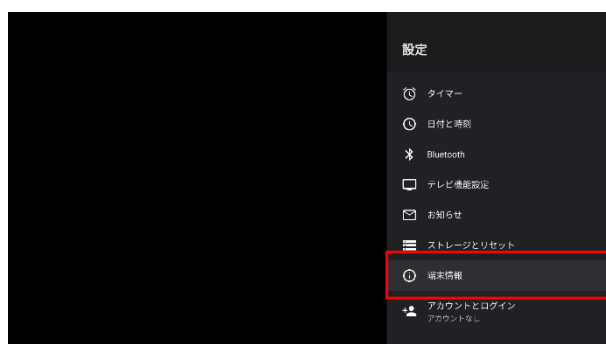 設定
タイマー
日付と時刻
Bluetooth
テレビ機能設定
お知らせ
ストレージとリセット
端末情報
アカウントとログイン
アカウントなし